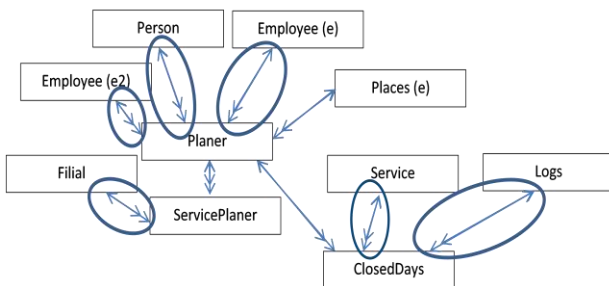 Person
Employee (e)
Employee (e2)
Places (e)
Planer
Filial
Service
Logs
ServicePlaner
ClosedDays